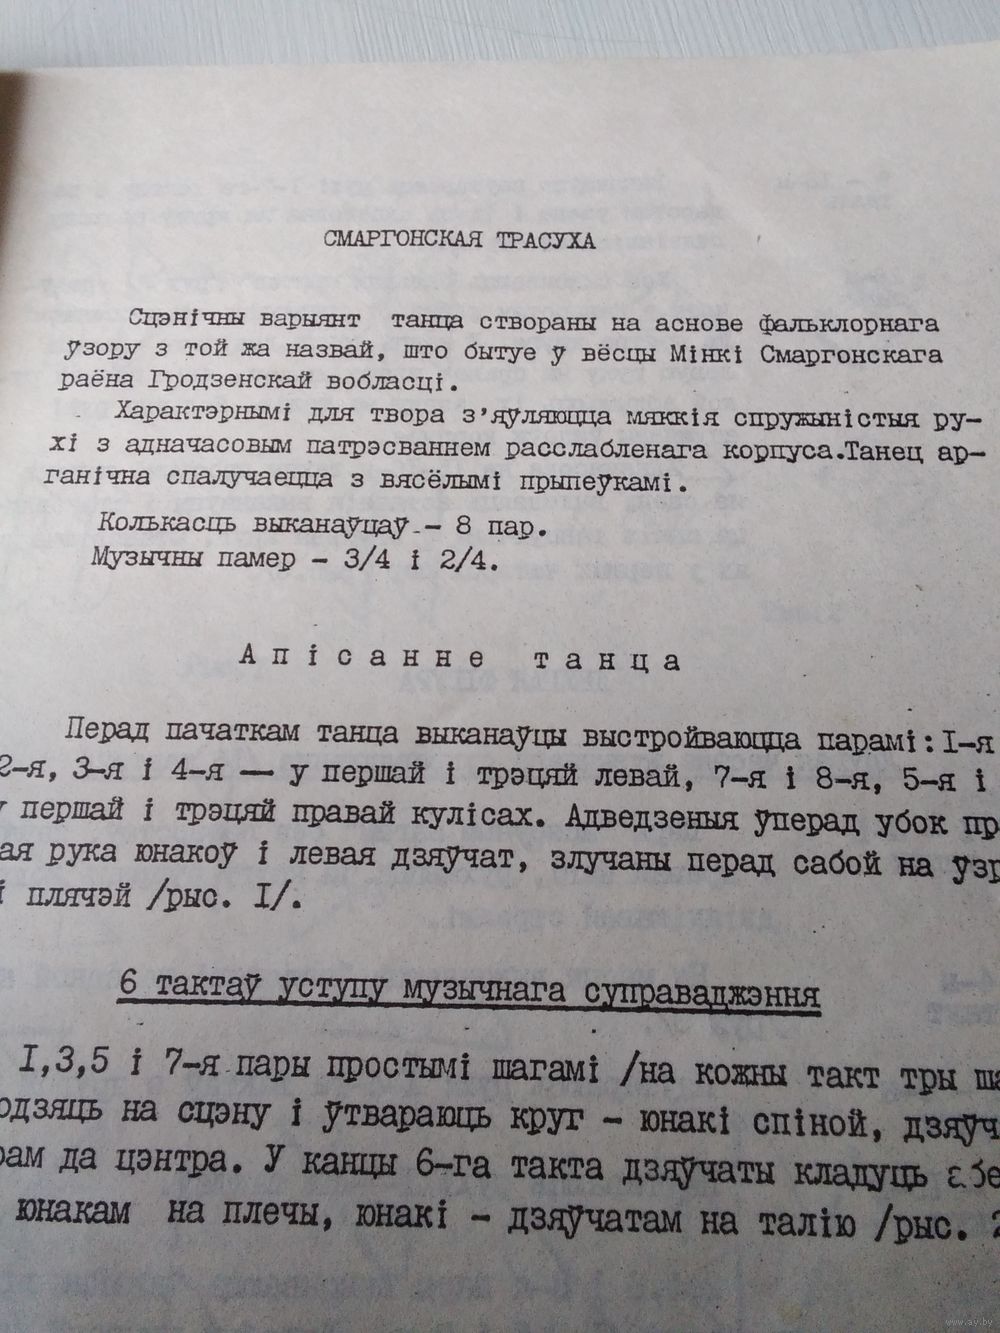 СМАРГОНСКАЯ ТРАСУХА
Сцэнічны варыянт танца створаны на аснове фальклорнага
ўзору з той жа назвай, што бытуе ў вёсцы Мінкі Смаргонскага
раёна Гродзенскай вобласці.
Характэрнымі для твора з'яўляюцца мяккія спружыністыя ру-
хі з адначасовым патрэсваннем расслабленага корпуса.Танец ар-
ганічна спалучаецца з вясёлымі прыпеўкамі.
Колькасць выканаўцаў - 8 пар.
Музычны памер - 3/4 і 2/4.
Апісанне танца
Перад пачаткам танца выканаўцы выстройваюцца парамі:I-я
2-я, 3-я і 4-я — у першай і трэцяй левай, 7-я і 8-я, 5-я і
у першай і трэцяй правай кулісах. Адведзеныя ўперад убок пр
ая рука юнакоў і левая дзяўчат, злучаны перад сабой на ўзр
і плячэй /рыс. I/.
6 тактаў уступу музычнага суправаджэння
I,3,5 і 7-я пары простымі шагамі /на кожны такт тры ша
одзяць на сцэну і ўтвараюць круг - юнакі спіной, дзяўч
рам да цэнтра. У канцы 6-га такта дзяўчаты кладуць абе
юнакам на плечы, юнакі - дзяўчатам на талію /рыс. 2
www.ay.by